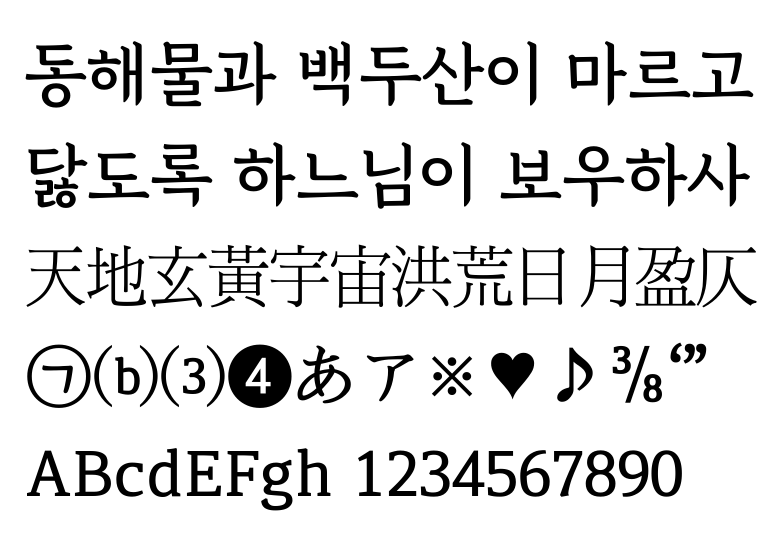 동해물과 백두산이 마르고
닳도록 하느님이 보우하사
天地玄黃宇宙洪荒日月盈仄
㉠⒝⑶❹あア※♥♪⅜“”
ABcdEFgh 1234567890